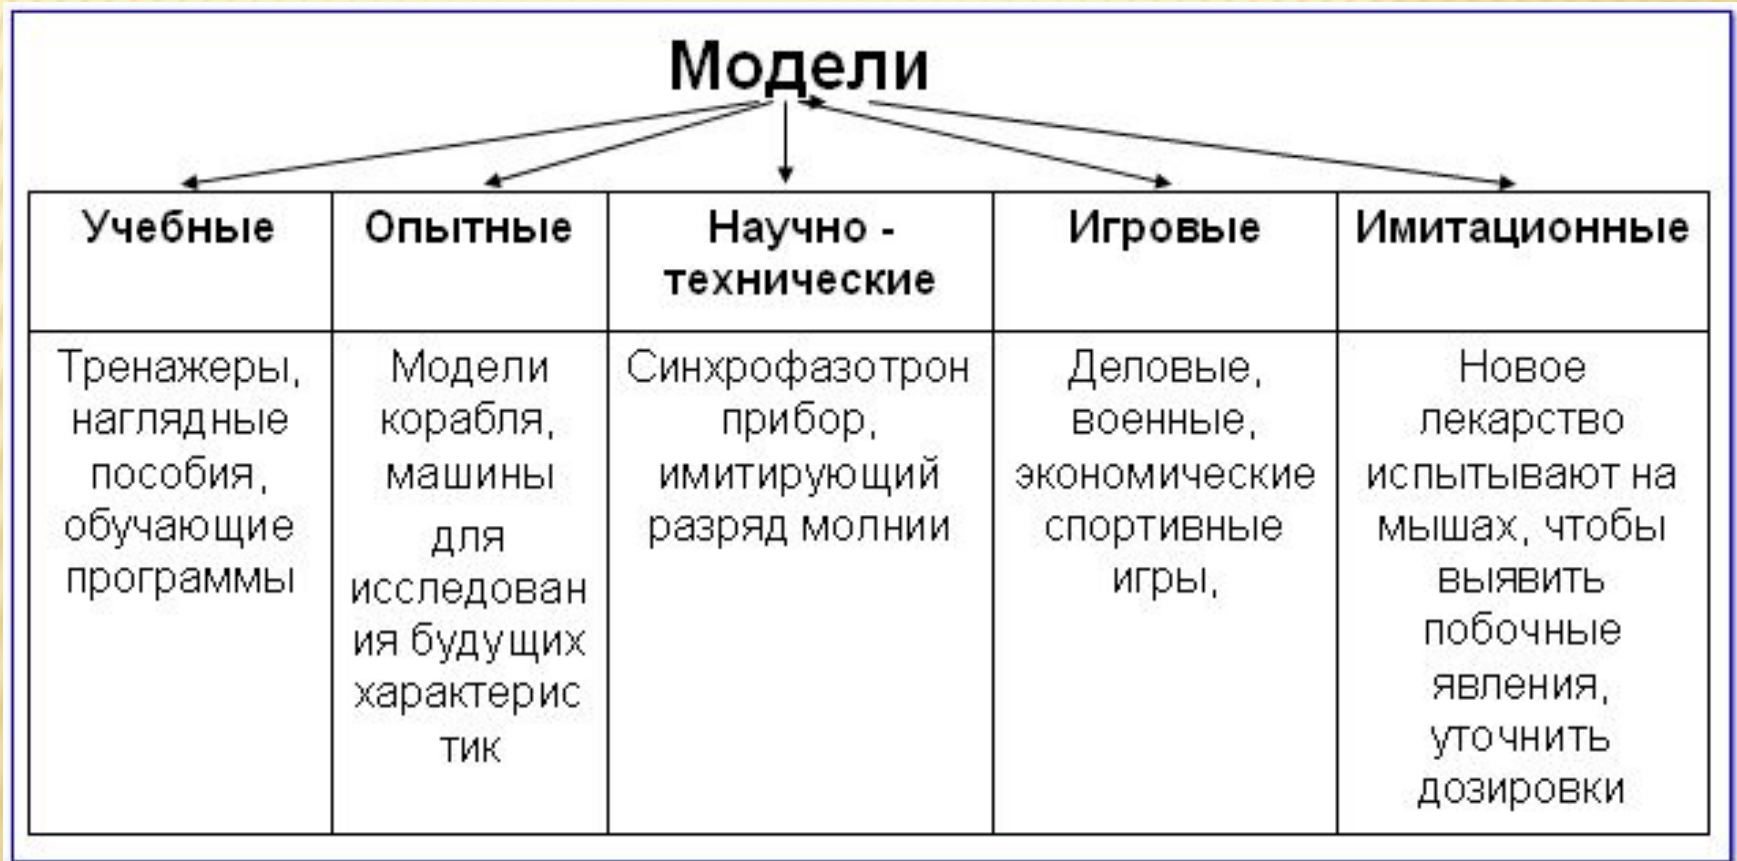 Модели
Учебные
Опытные
Научно -
технические
Игровые
Имитационные
Тренажеры,
наглядные
пособия,
обучающие
программы
Модели
корабля,
машины
для
исследован
ия будущих
характерис
тик
Синхрофазотрон
прибор,
имитирующий
разряд молнии
Деловые,
военные,
экономические
спортивные
игры,
Новое
лекарство
испытывают на
мышах, чтобы
выявить
побочные
явления,
уточнить
дозировки